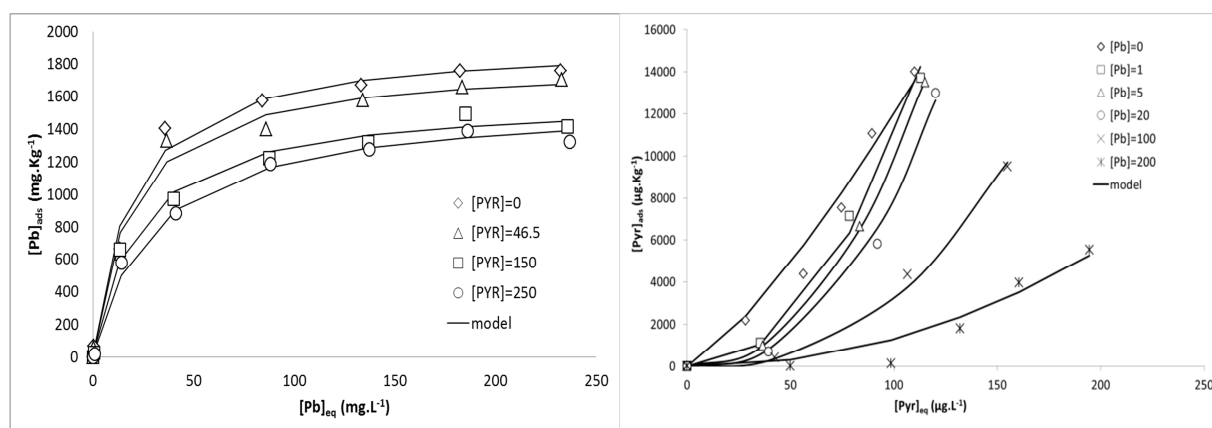 2000
1800
1600
1400
1200
1000
800
600
400
200
0
[Pb]ads (mg.Kg-1)
0 50 100 150 200 250
[Pb]eq (mg.L-1)
[PYR]=0
[PYR]=46.5
[PYR]=150
[PYR]=250
model
16000
14000
12000
10000
8000
6000
4000
2000
0
[Pyr]ads (µg.Kg-1)
0 50 100 150 200 250
[Pyr]eq (µg.L-1)
[Pb]=0
[Pb]=1
[Pb]=5
[Pb]=20
[Pb]=100
[Pb]=200
model